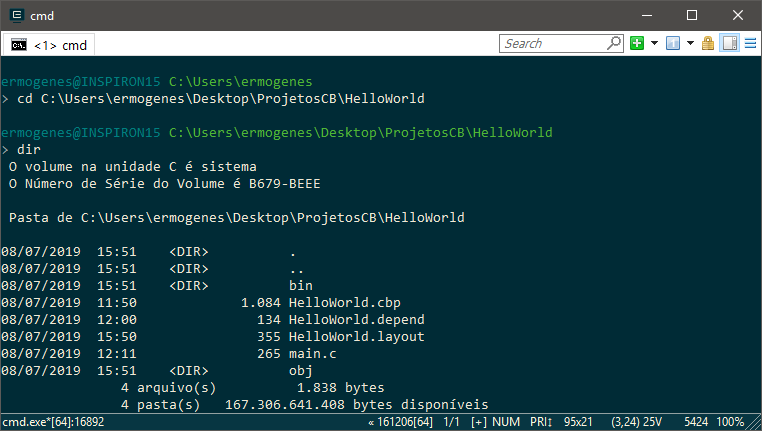 cmd
<1> cmd
Search
ermogenes@INSPIRON15 C:\Users\ermogenes
> cd C:\Users\ermogenes\Desktop\ProjetosCB\HelloWorld
ermogenes@INSPIRON15 C:\Users\ermogenes\Desktop\ProjetosCB\HelloWorld
> dir
O volume na unidade C é sistema
O Número de Série do Volume é B679-BEEE
Pasta de C:\Users\ermogenes\Desktop\ProjetosCB\HelloWorld
08/07/2019  15:51    <DIR>          .
08/07/2019  15:51    <DIR>          ..
08/07/2019  15:51    <DIR>          bin
08/07/2019  11:50             1.084 HelloWorld.cbp
08/07/2019  12:00               134 HelloWorld.depend
08/07/2019  15:50               355 HelloWorld.layout
08/07/2019  12:11               265 main.c
08/07/2019  15:51    <DIR>          obj
4 arquivo(s)          1.838 bytes
4 pasta(s)   167.306.641.408 bytes disponíveis
cmd.exe*[64]:16892 « 161206[64] 1/1 [+] NUM PRI↕ 95x21 (3,24) 25V 5424 100%